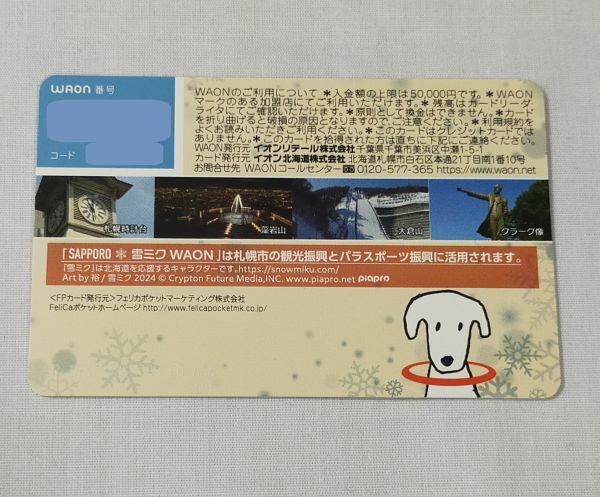 WAON 番号
コード
WAONのご利用について ＊入金額の上限は50,000円です。＊WAON
マークのある加盟店にてご利用いただけます。＊残高はカードリーダ・
ライタにてご確認いただけます。＊原則として換金はできません。＊カード
を折り曲げると破損の原因となりますのでご注意ください。＊利用規約を
よくお読みいただきご利用ください。＊このカードはクレジットカードでは
ありません。＊このカードを拾得された方は直ちに下記にご連絡ください。
WAON発行元 イオンリテール株式会社 千葉県千葉市美浜区中瀬1-5-1
カード発行元 イオン北海道株式会社 北海道札幌市白石区本通21丁目南1番10号
お問合せ先 WAONコールセンター 0120-577-365 https://www.waon.net
札幌時計台
藻岩山
大倉山
クラーク像
「SAPPORO ❄ 雪ミク WAON」は札幌市の観光振興とパラスポーツ振興に活用されます。
「雪ミク」は北海道を応援するキャラクターです。https://snowmiku.com/
Art by 裕 / 雪ミク 2024 © Crypton Future Media,INC. www.piapro.net piapro
＜FPカード発行元＞フェリカポケットマーケティング株式会社
FeliCaポケットホームページ http://www.felicapocketmk.co.jp/